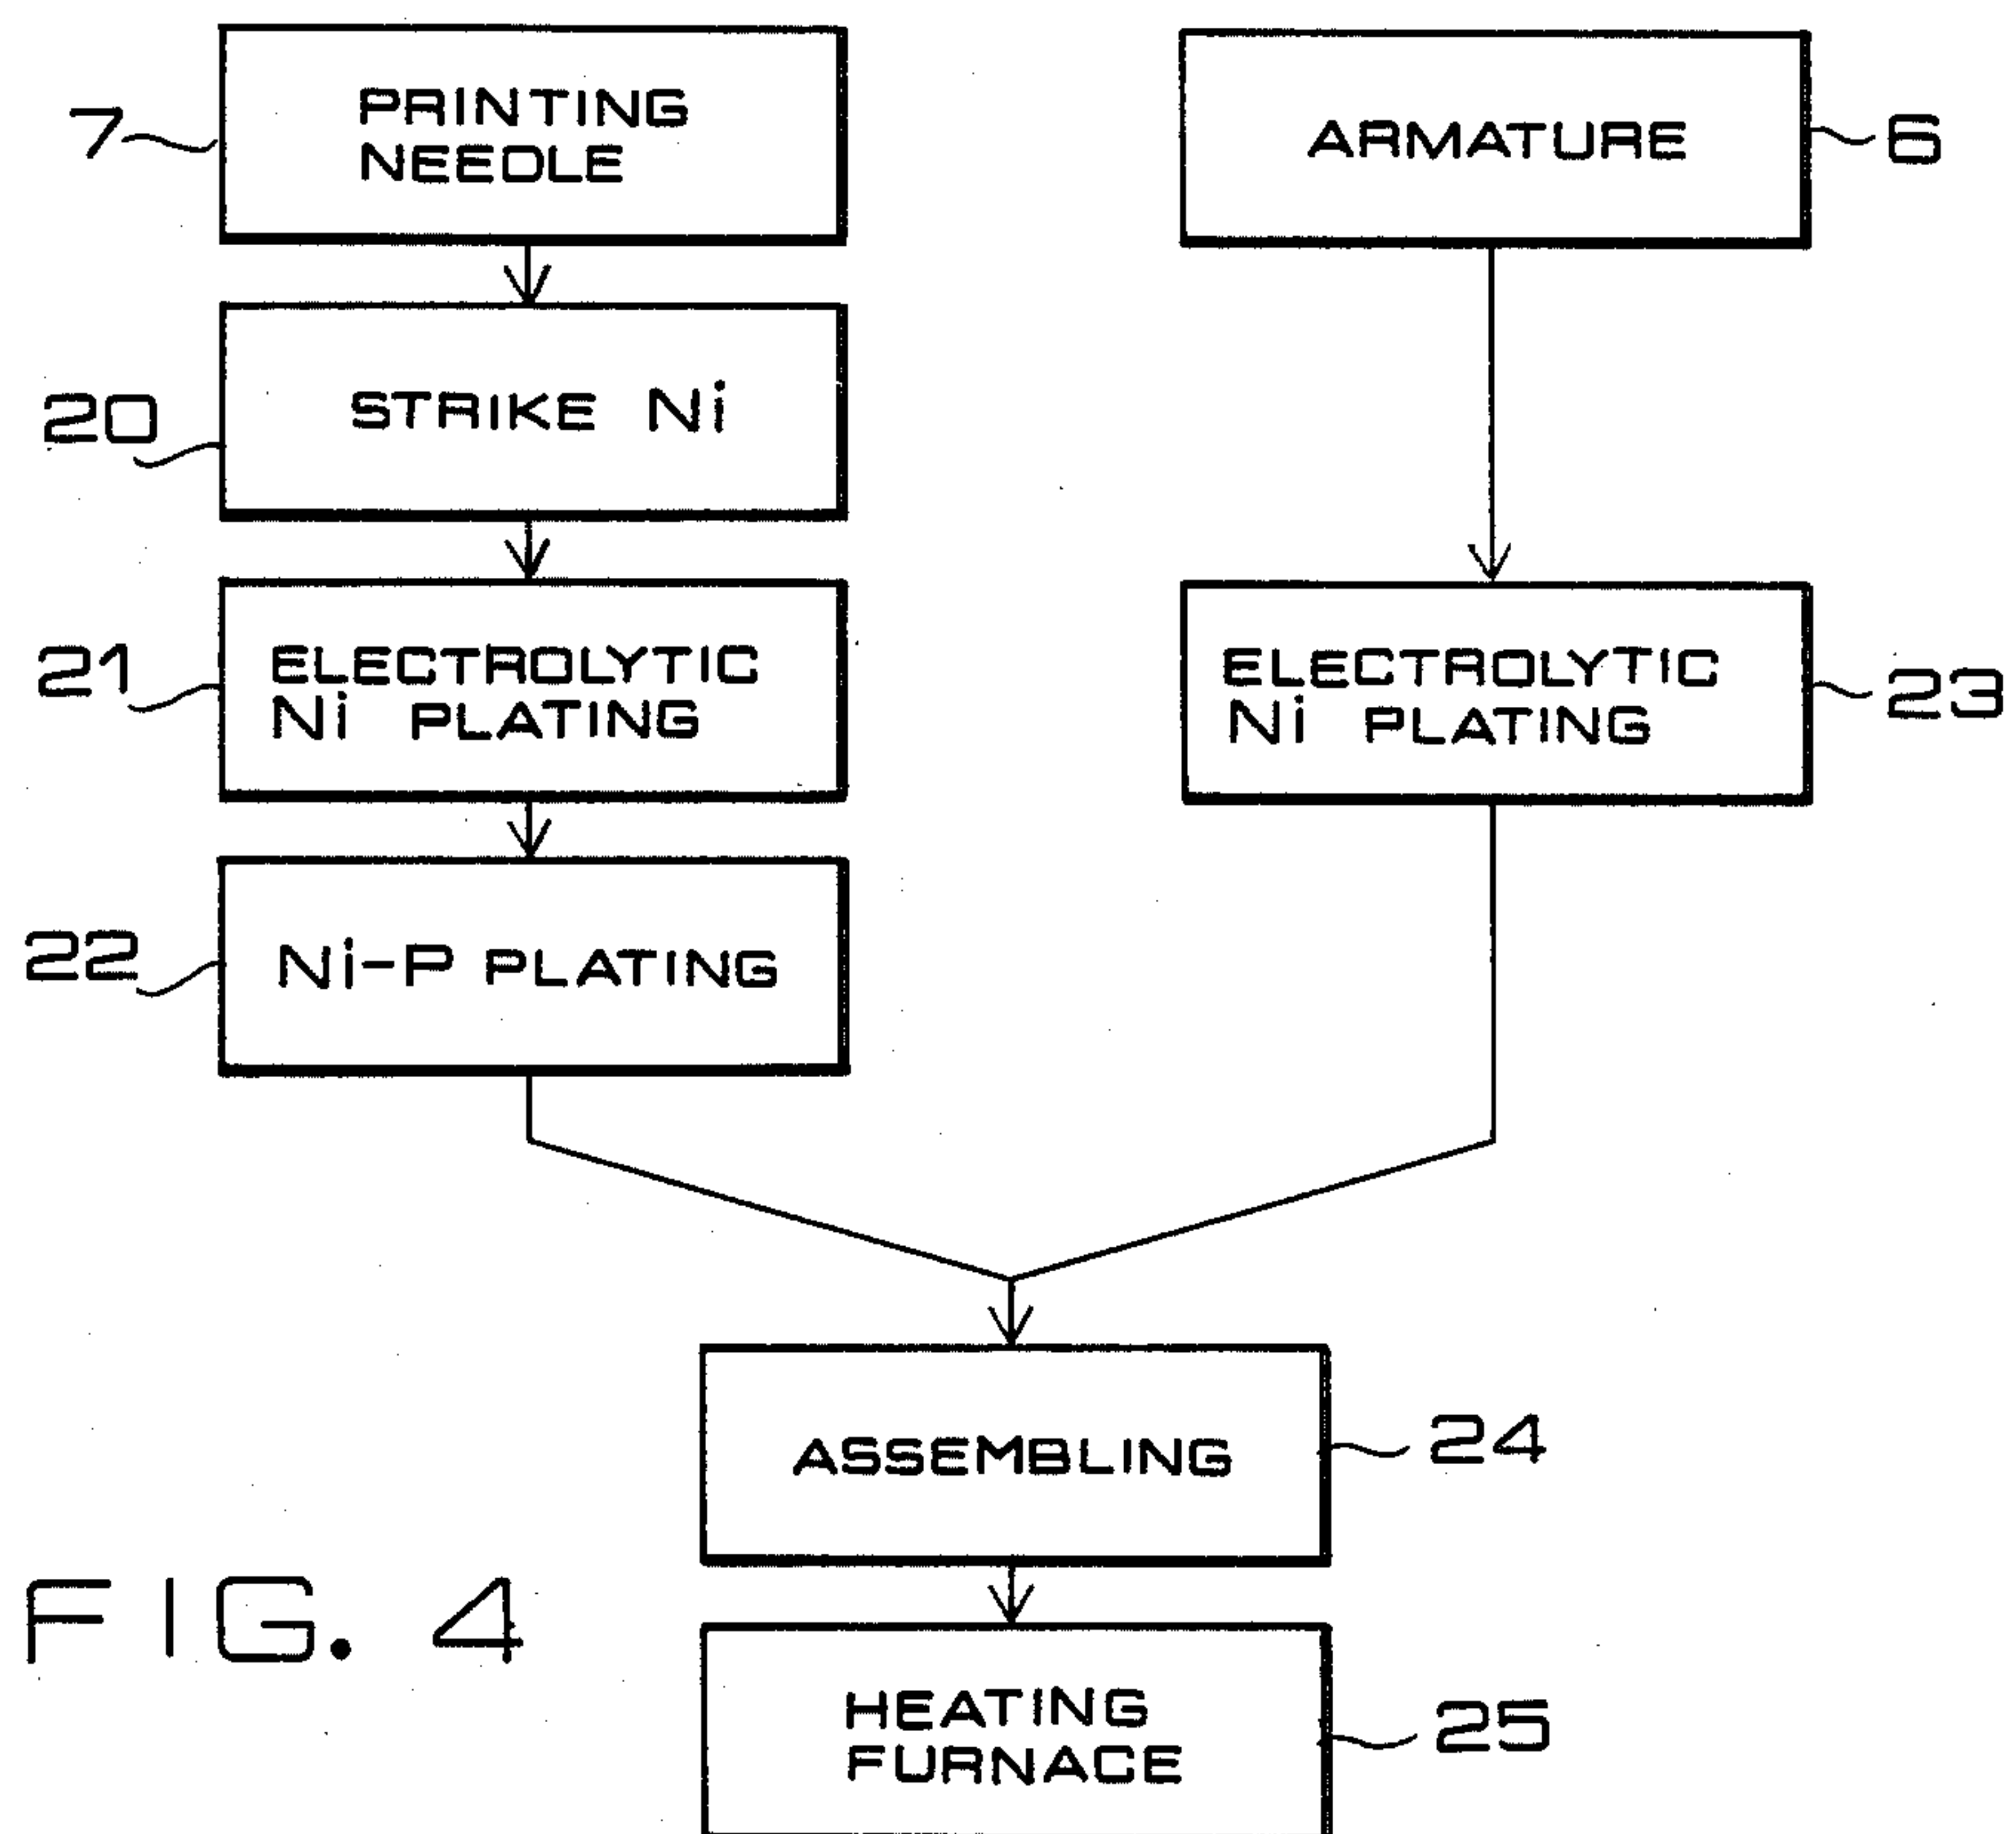 7
PRINTING
NEEDLE
ARMATURE
6
20
STRIKE Ni
21
ELECTROLYTIC
Ni PLATING
ELECTROLYTIC
Ni PLATING
23
22
Ni-P PLATING
ASSEMBLING
24
FIG. 4
HEATING
FURNACE
25